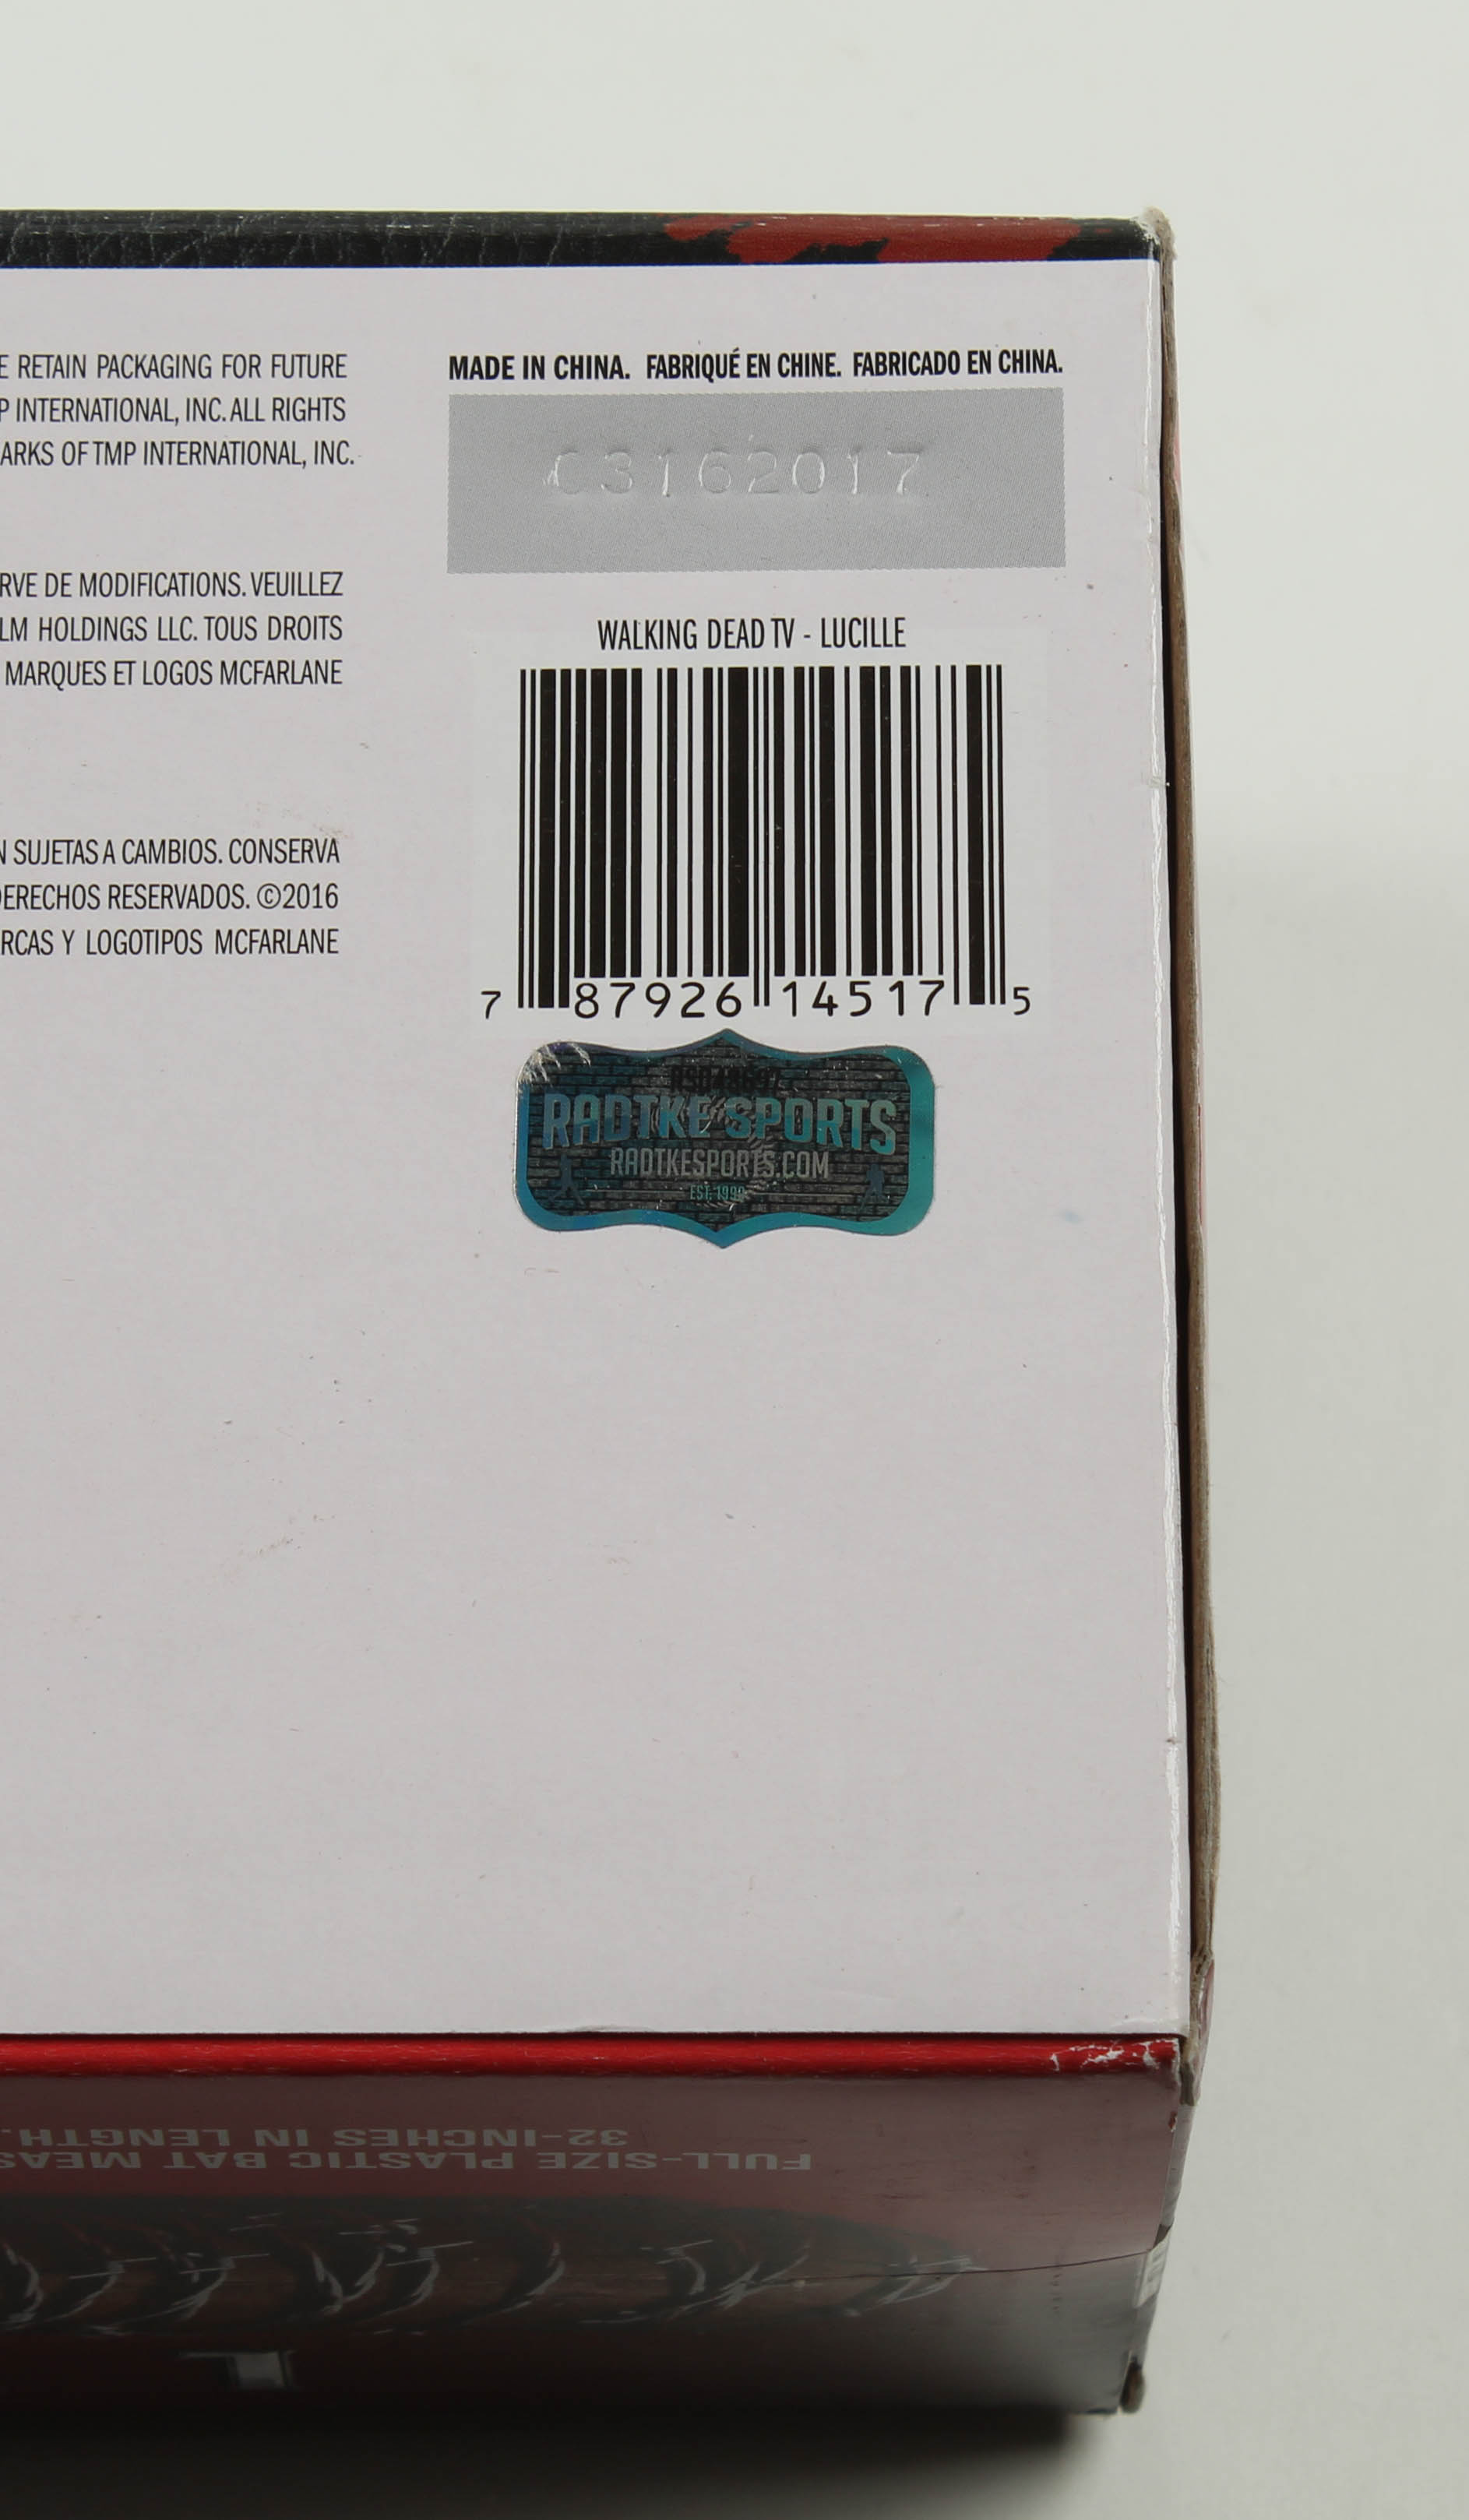 E RETAIN PACKAGING FOR FUTURE
P INTERNATIONAL, INC. ALL RIGHTS
ARKS OF TMP INTERNATIONAL, INC.
RVE DE MODIFICATIONS. VEUILLEZ
LM HOLDINGS LLC. TOUS DROITS
MARQUES ET LOGOS MCFARLANE
N SUJETAS A CAMBIOS. CONSERVA
DERECHOS RESERVADOS. ©2016
RCAS Y LOGOTIPOS MCFARLANE
MADE IN CHINA. FABRIQUÉ EN CHINE. FABRICADO EN CHINA.
C3162017
WALKING DEAD TV - LUCILLE
7 87926 14517 5
RADTKE SPORTS
RADTKESPORTS.COM
EST. 1999
FULL-SIZE PLASTIC BAT MEAS
32-INCHES IN LENGTH.